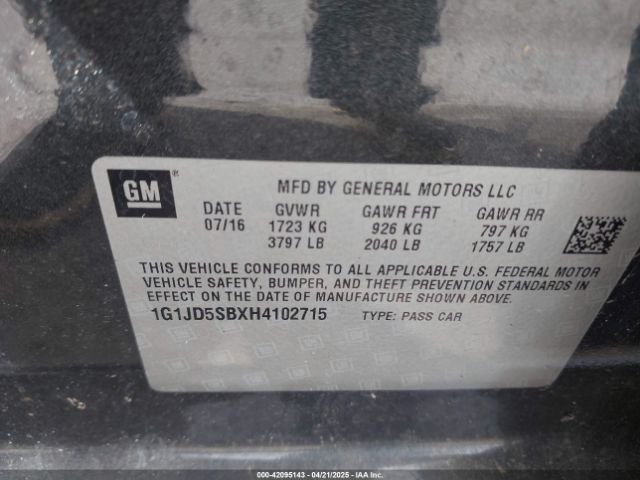 GM®
MFD BY GENERAL MOTORS LLC
DATE GVWR GAWR FRT GAWR RR
07/16 1723 KG 926 KG 797 KG
3797 LB 2040 LB 1757 LB
THIS VEHICLE CONFORMS TO ALL APPLICABLE U.S. FEDERAL MOTOR
VEHICLE SAFETY, BUMPER, AND THEFT PREVENTION STANDARDS IN
EFFECT ON THE DATE OF MANUFACTURE SHOWN ABOVE.
1G1JD5SBXH4102715 TYPE: PASS CAR
000-42095143 - 04/21/2025 - IAA Inc.